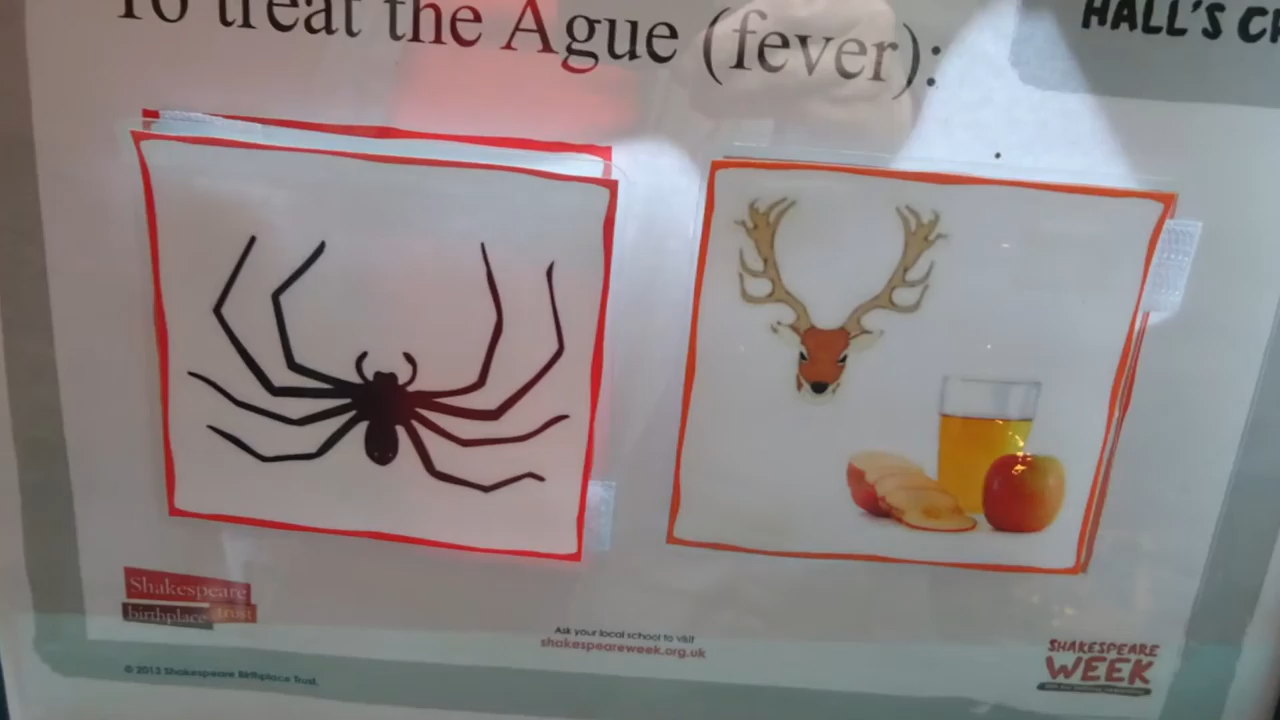 To treat the Ague (fever):
HALL'S
Shakespeare
birthplace trust
Ask your local school to visit
shakespeareweek.org.uk
SHAKESPEARE
WEEK
© 2013 Shakespeare Birthplace Trust.